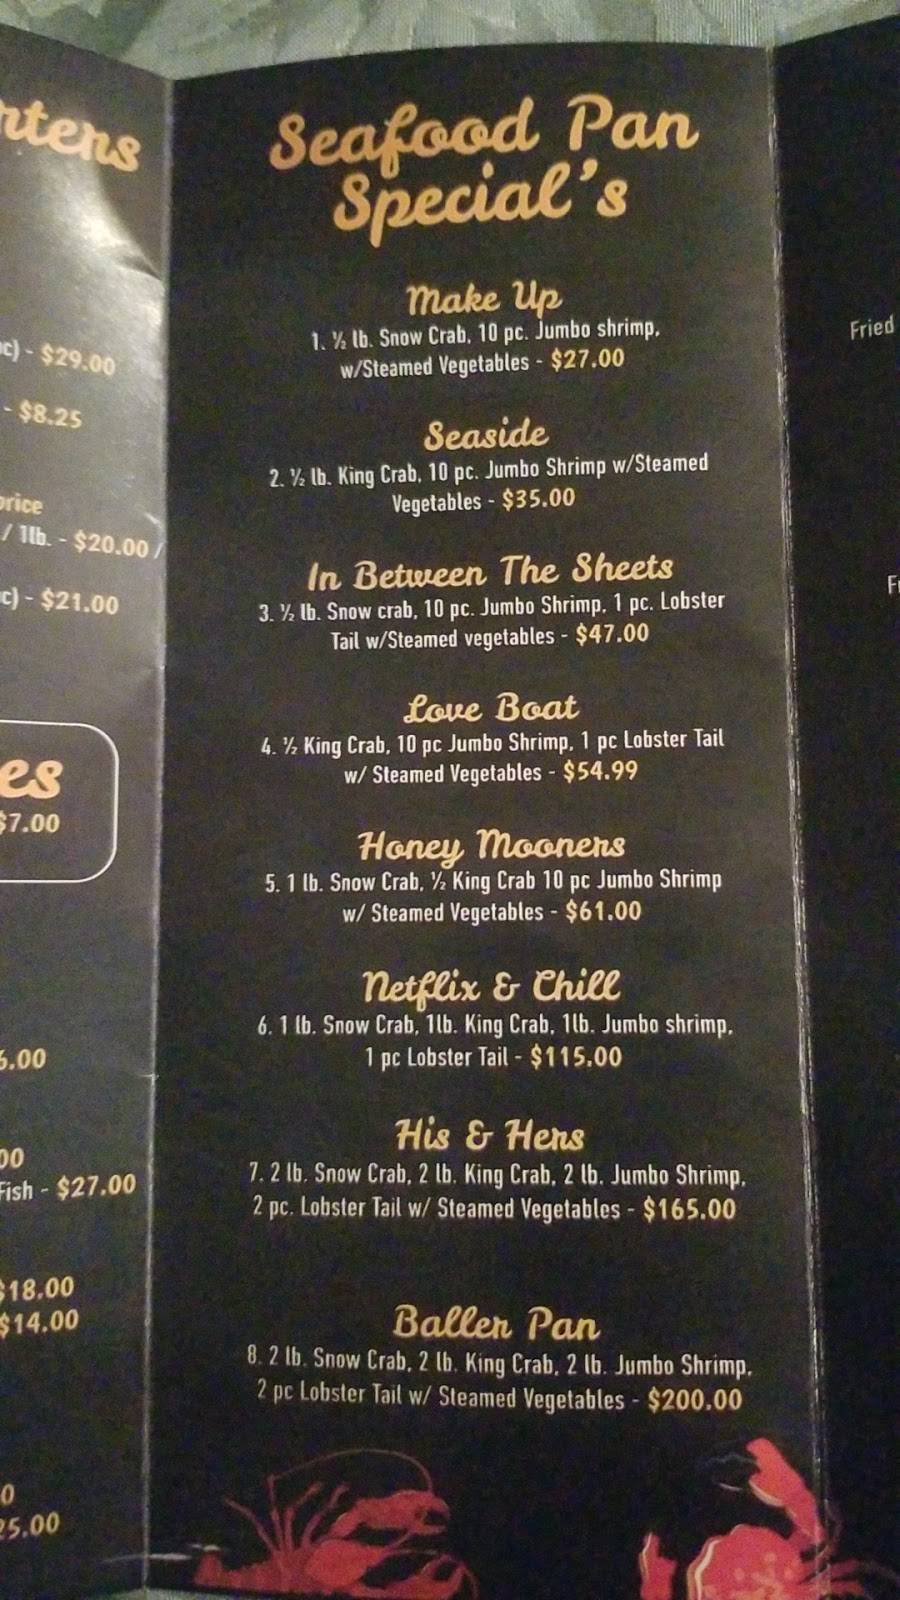 rters
c) - $29.00
- $8.25
price
/ 1lb. - $20.00 /
c) - $21.00
es
$7.00
6.00
00
Fish - $27.00
$18.00
$14.00
0
25.00
Seafood Pan
Special's
Make Up
1. ½ lb. Snow Crab, 10 pc. Jumbo shrimp,
w/Steamed Vegetables - $27.00
Seaside
2. ½ lb. King Crab, 10 pc. Jumbo Shrimp w/Steamed
Vegetables - $35.00
In Between The Sheets
3. ½ lb. Snow crab, 10 pc. Jumbo Shrimp, 1 pc. Lobster
Tail w/Steamed vegetables - $47.00
Love Boat
4. ½ King Crab, 10 pc Jumbo Shrimp, 1 pc Lobster Tail
w/ Steamed Vegetables - $54.99
Honey Mooners
5. 1 lb. Snow Crab, ½ King Crab 10 pc Jumbo Shrimp
w/ Steamed Vegetables - $61.00
Netflix & Chill
6. 1 lb. Snow Crab, 1lb. King Crab, 1lb. Jumbo shrimp,
1 pc Lobster Tail - $115.00
His & Hers
7. 2 lb. Snow Crab, 2 lb. King Crab, 2 lb. Jumbo Shrimp,
2 pc. Lobster Tail w/ Steamed Vegetables - $165.00
Baller Pan
8. 2 lb. Snow Crab, 2 lb. King Crab, 2 lb. Jumbo Shrimp,
2 pc Lobster Tail w/ Steamed Vegetables - $200.00
Fried
Fr